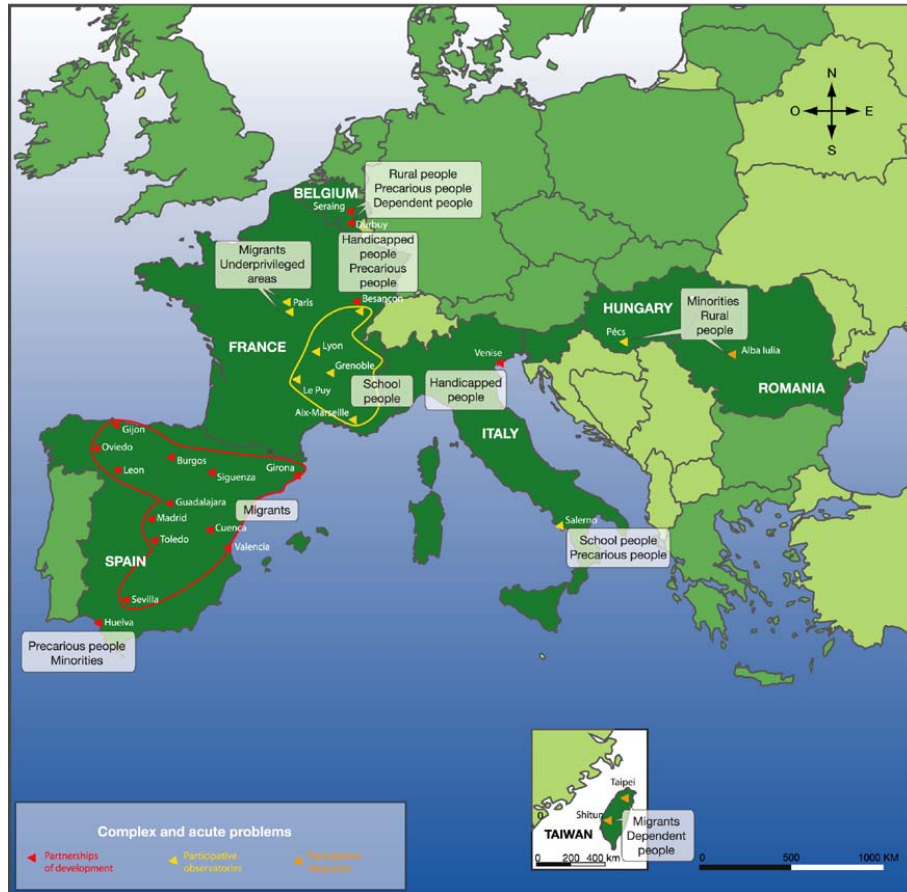 N
O
E
S
Rural people
Precarious people
Dependent people
BELGIUM
Seraing
Durbuy
Handicapped
people
Precarious
people
Migrants
Underprivileged
areas
Paris
Besançon
HUNGARY
Minorities
Rural
people
Pécs
Alba Iulia
ROMANIA
FRANCE
Lyon
Grenoble
Le Puy
School
people
Aix-Marseille
Venise
Handicapped
people
ITALY
Gijon
Oviedo
Leon
Burgos
Siguenza
Girona
Guadalajara
Migrants
Madrid
Cuenca
Toledo
Valencia
SPAIN
Sevilla
Huelva
Precarious people
Minorities
Salerno
School people
Precarious people
Taipei
Shitun
Migrants
Dependent
people
TAIWAN
0 200 400 km
0 500 1000 KM
Complex and acute problems
Partnerships
of development
Participative
observatories